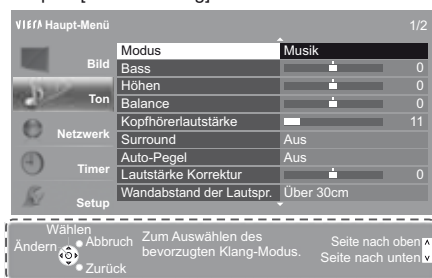 VIERA Haupt-Menü 1/2
Bild
Ton
Netzwerk
Timer
Setup
Modus Musik
Bass 0
Höhen 0
Balance 0
Kopfhörerlautstärke 11
Surround Aus
Auto-Pegel Aus
Lautstärke Korrektur 0
Wandabstand der Lautspr. Über 30cm
Wählen
Ändern
Abbruch
Zurück
Zum Auswählen des
bevorzugten Klang-Modus.
Seite nach oben
Seite nach unten